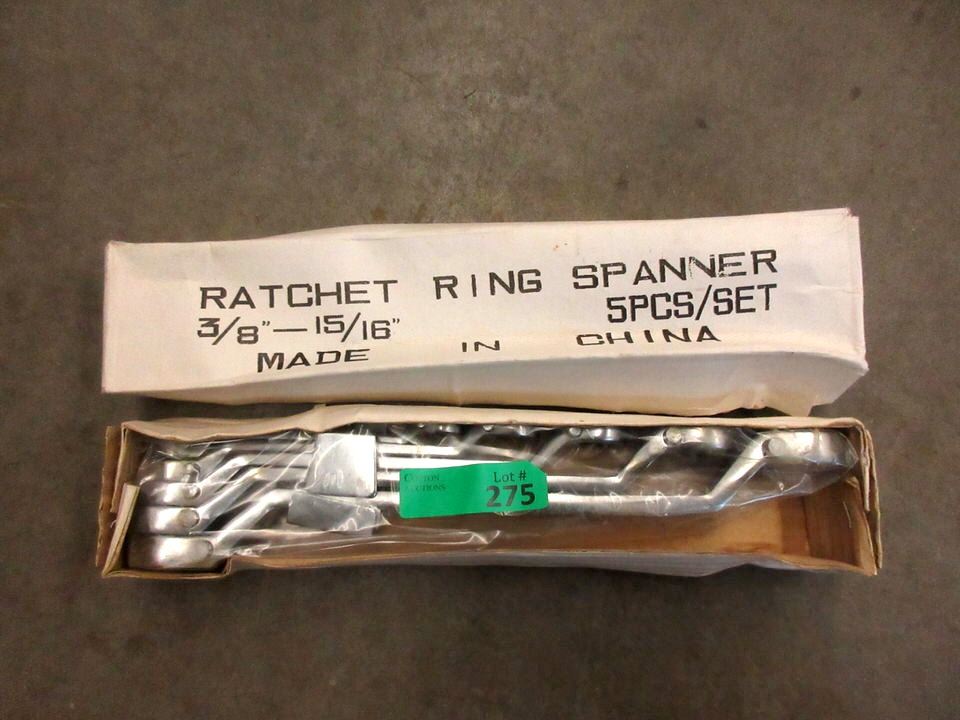 RATCHET RING SPANNER
3/8"—15/16" 5PCS/SET
MADE IN CHINA
Lot #
275